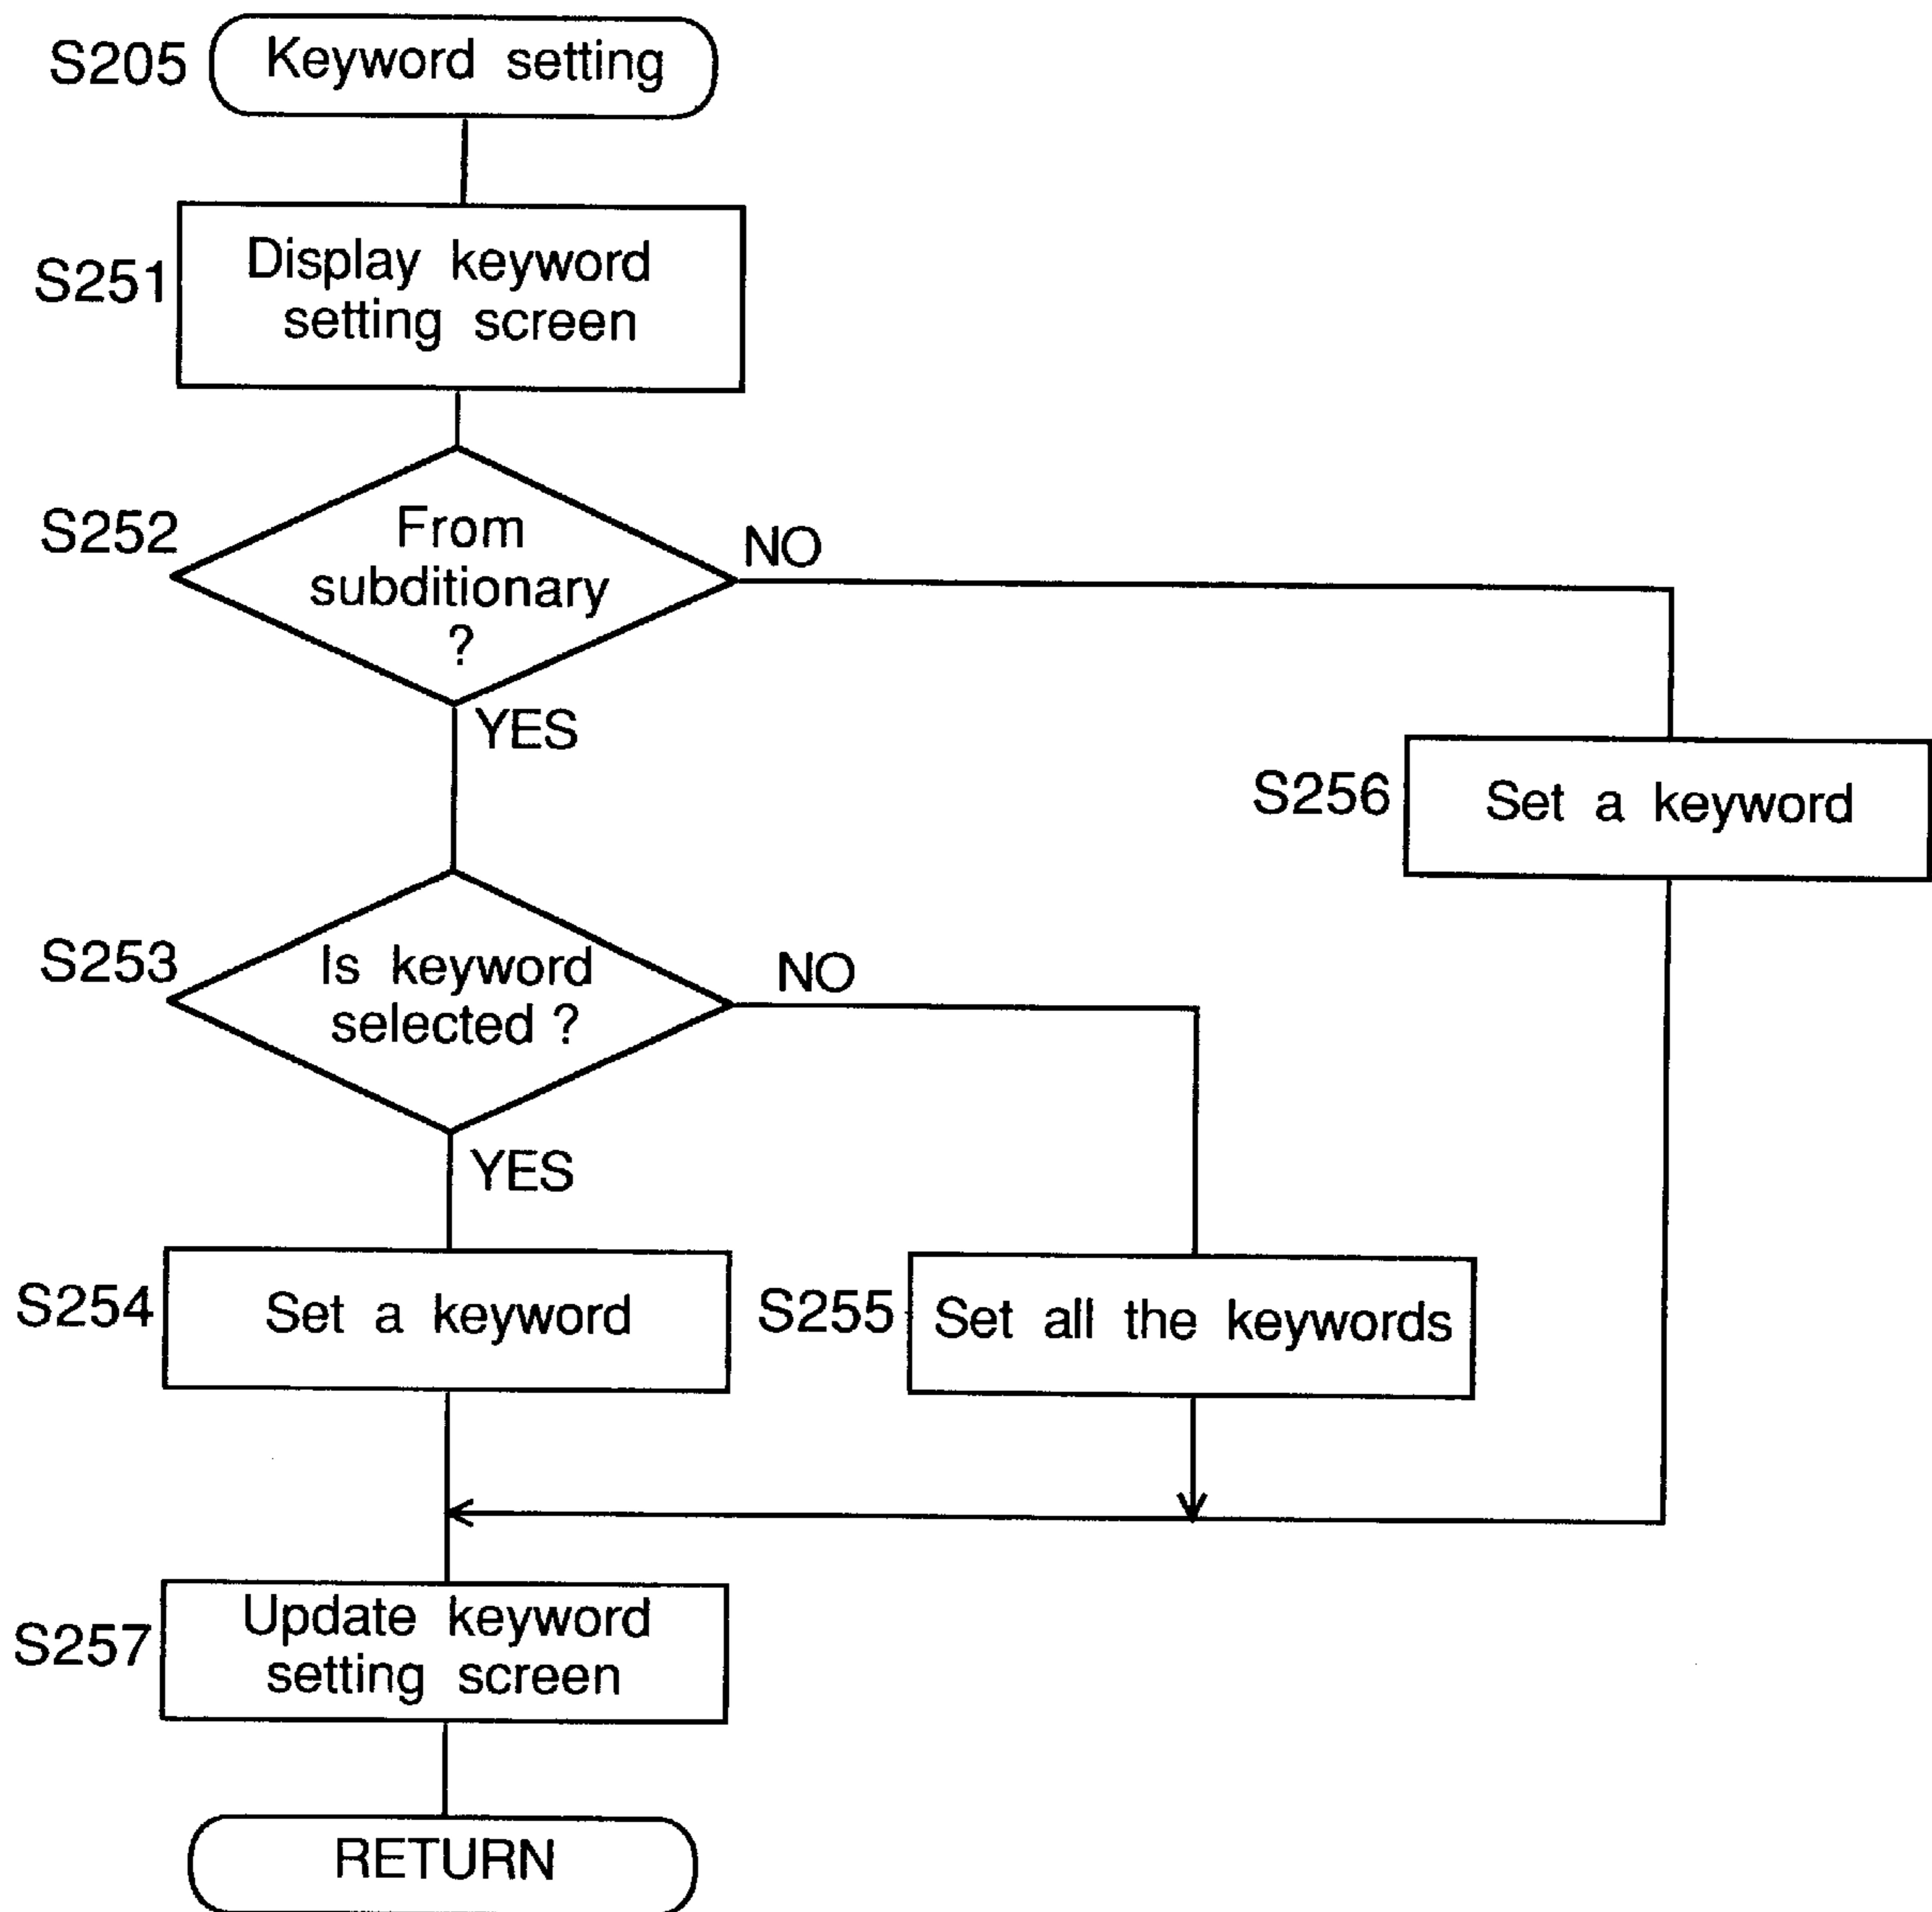 S205 Keyword setting
S251
Display keyword
setting screen
S252
From
subditionary
?
NO
YES
S256 Set a keyword
S253
Is keyword
selected ?
NO
YES
S254 Set a keyword
S255 Set all the keywords
S257
Update keyword
setting screen
RETURN